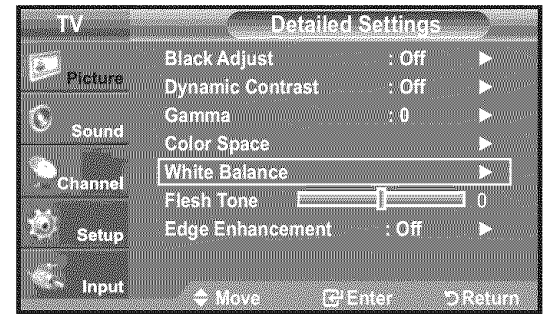 TV
Detailed Settings
Picture
Sound
Channel
Setup
Input
Black Adjust : Off
Dynamic Contrast : Off
Gamma : 0
Color Space
White Balance
Flesh Tone 0
Edge Enhancement : Off
Move Enter Return